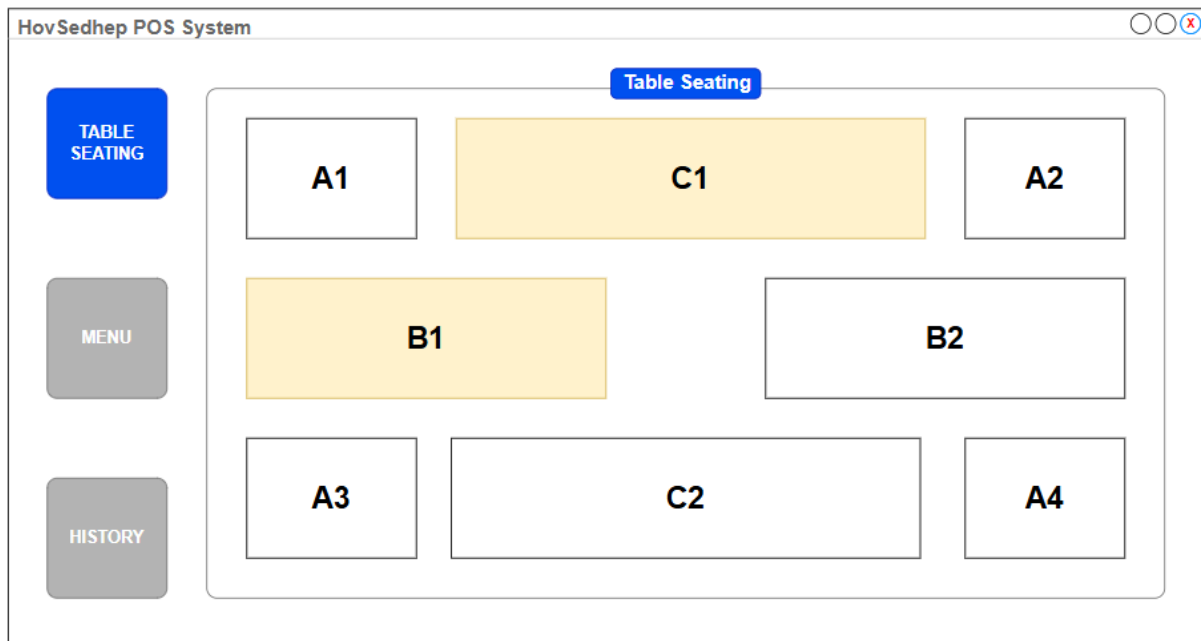 HovSedhep POS System
X
Table Seating
TABLE
SEATING
A1
C1
A2
MENU
B1
B2
HISTORY
A3
C2
A4